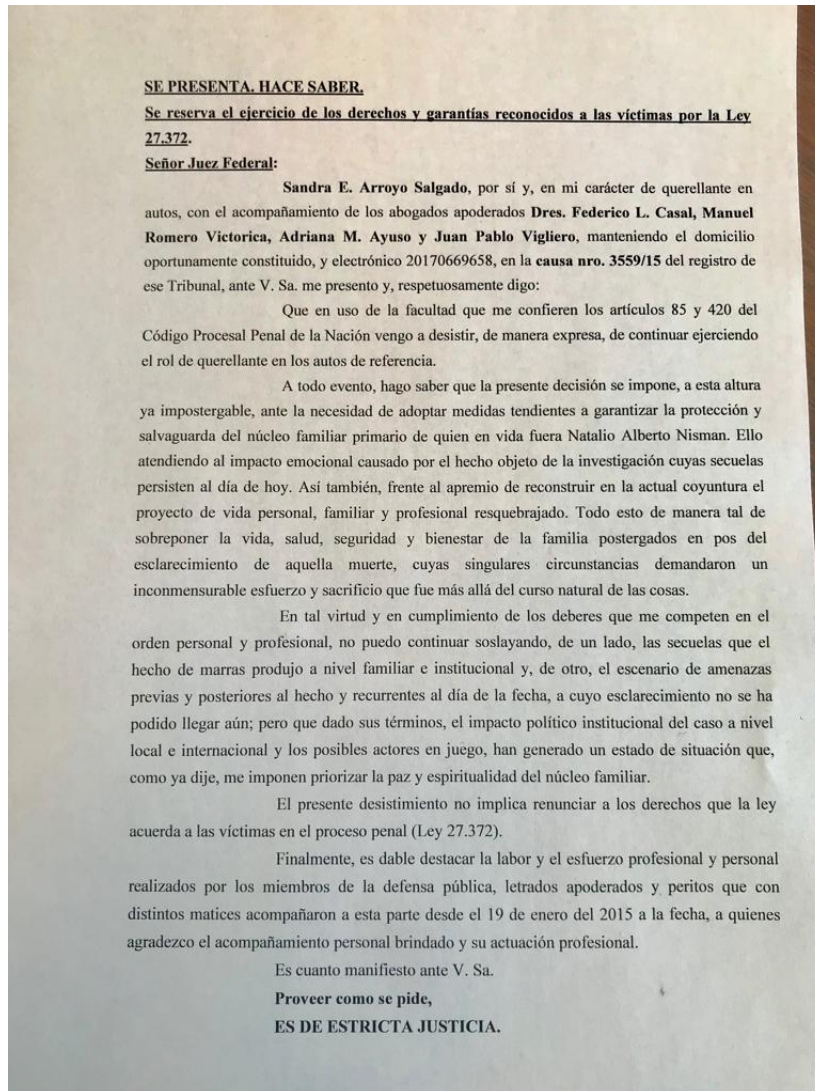 SE PRESENTA. HACE SABER.
Se reserva el ejercicio de los derechos y garantías reconocidos a las víctimas por la Ley
27.372.
Señor Juez Federal:
Sandra E. Arroyo Salgado, por sí y, en mi carácter de querellante en
autos, con el acompañamiento de los abogados apoderados Dres. Federico L. Casal, Manuel
Romero Victorica, Adriana M. Ayuso y Juan Pablo Vigliero, manteniendo el domicilio
oportunamente constituido, y electrónico 20170669658, en la causa nro. 3559/15 del registro de
ese Tribunal, ante V. Sa. me presento y, respetuosamente digo:
Que en uso de la facultad que me confieren los artículos 85 y 420 del
Código Procesal Penal de la Nación vengo a desistir, de manera expresa, de continuar ejerciendo
el rol de querellante en los autos de referencia.
A todo evento, hago saber que la presente decisión se impone, a esta altura
ya impostergable, ante la necesidad de adoptar medidas tendientes a garantizar la protección y
salvaguarda del núcleo familiar primario de quien en vida fuera Natalio Alberto Nisman. Ello
atendiendo al impacto emocional causado por el hecho objeto de la investigación cuyas secuelas
persisten al día de hoy. Así también, frente al apremio de reconstruir en la actual coyuntura el
proyecto de vida personal, familiar y profesional resquebrajado. Todo esto de manera tal de
sobreponer la vida, salud, seguridad y bienestar de la familia postergados en pos del
esclarecimiento de aquella muerte, cuyas singulares circunstancias demandaron un
inconmensurable esfuerzo y sacrificio que fue más allá del curso natural de las cosas.
En tal virtud y en cumplimiento de los deberes que me competen en el
orden personal y profesional, no puedo continuar soslayando, de un lado, las secuelas que el
hecho de marras produjo a nivel familiar e institucional y, de otro, el escenario de amenazas
previas y posteriores al hecho y recurrentes al día de la fecha, a cuyo esclarecimiento no se ha
podido llegar aún; pero que dado sus términos, el impacto político institucional del caso a nivel
local e internacional y los posibles actores en juego, han generado un estado de situación que,
como ya dije, me imponen priorizar la paz y espiritualidad del núcleo familiar.
El presente desistimiento no implica renunciar a los derechos que la ley
acuerda a las víctimas en el proceso penal (Ley 27.372).
Finalmente, es dable destacar la labor y el esfuerzo profesional y personal
realizados por los miembros de la defensa pública, letrados apoderados y peritos que con
distintos matices acompañaron a esta parte desde el 19 de enero del 2015 a la fecha, a quienes
agradezco el acompañamiento personal brindado y su actuación profesional.
Es cuanto manifiesto ante V. Sa.
Proveer como se pide,
ES DE ESTRICTA JUSTICIA.